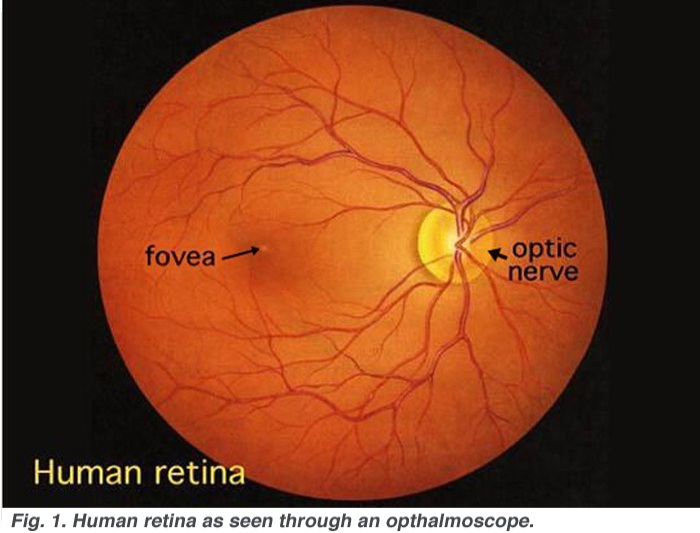 fovea
optic
nerve
Human retina
Fig. 1. Human retina as seen through an opthalmoscope.